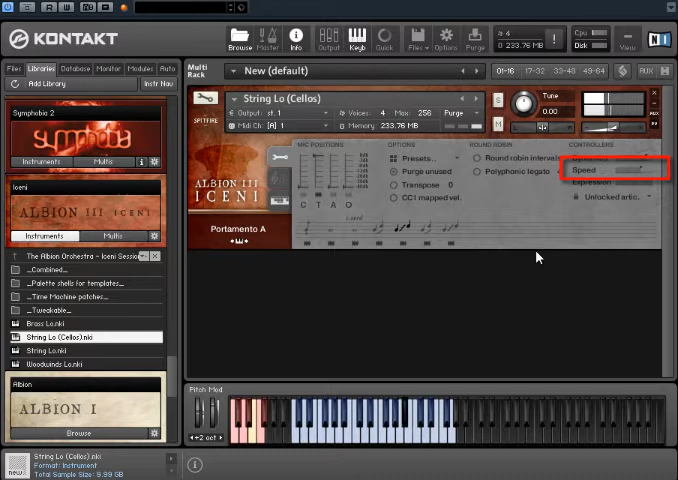 R W
KONTAKT
Browse Master Info Output Keyb Quick Files Options Purge View
4
0 233.76 MB
Cpu
Disk
NI
Files Libraries Database Monitor Modules Auto
Add Library Instr Nav
Multi Rack
New (default)
01-16 17-32 33-48 49-64 AUX
Symphobia 2
symphobia
Instruments Multis
Iceni
ALBION III ICENI
Instruments Multis
The Albion Orchestra - Iceni Session
_Combined_
_Palette shells for templates_
_Time Machine patches_
_Tweakable_
Brass Lo.nki
String Lo (Cellos).nki
String Lo.nki
Woodwinds Lo.nki
Albion
ALBION I
Browse
String Lo (Cellos).nki
Format: Instrument
Total Sample Size: 9.99 GB
new
String Lo (Cellos)
Output: st. 1 Voices: 4 Max: 256 Purge
Midi Ch: [A] 1 Memory: 233.76 MB
S
M
Tune
0.00
AUX
PV
SPITFIRE
ALBION III
ICENI
Portamento A
MIC POSITIONS
C T A O
OPTIONS
Presets..
Purge unused
Transpose 0
CC1 mapped vel.
ROUND ROBIN
Round robin intervals
Polyphonic legato
CONTROLLERS
Speed
Expression
Unlocked artic.
Pitch Mod
+2 oct